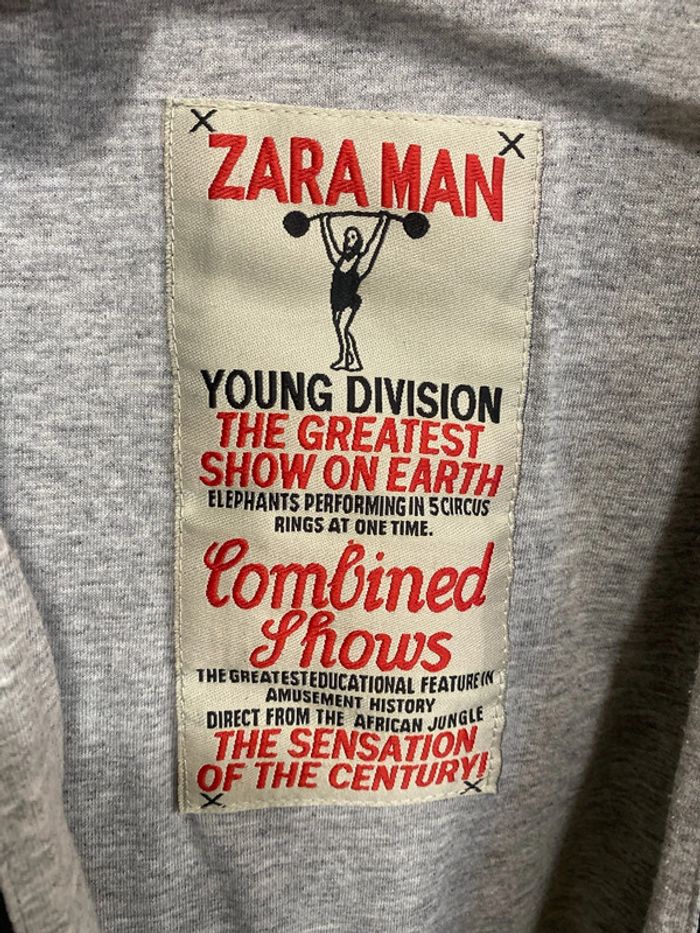 X X
ZARA MAN
YOUNG DIVISION
THE GREATEST
SHOW ON EARTH
ELEPHANTS PERFORMING IN 5 CIRCUS
RINGS AT ONE TIME.
Combined
Shows
THE GREATEST EDUCATIONAL FEATURE IN
AMUSEMENT HISTORY
DIRECT FROM THE AFRICAN JUNGLE
THE SENSATION
OF THE CENTURY!
X X